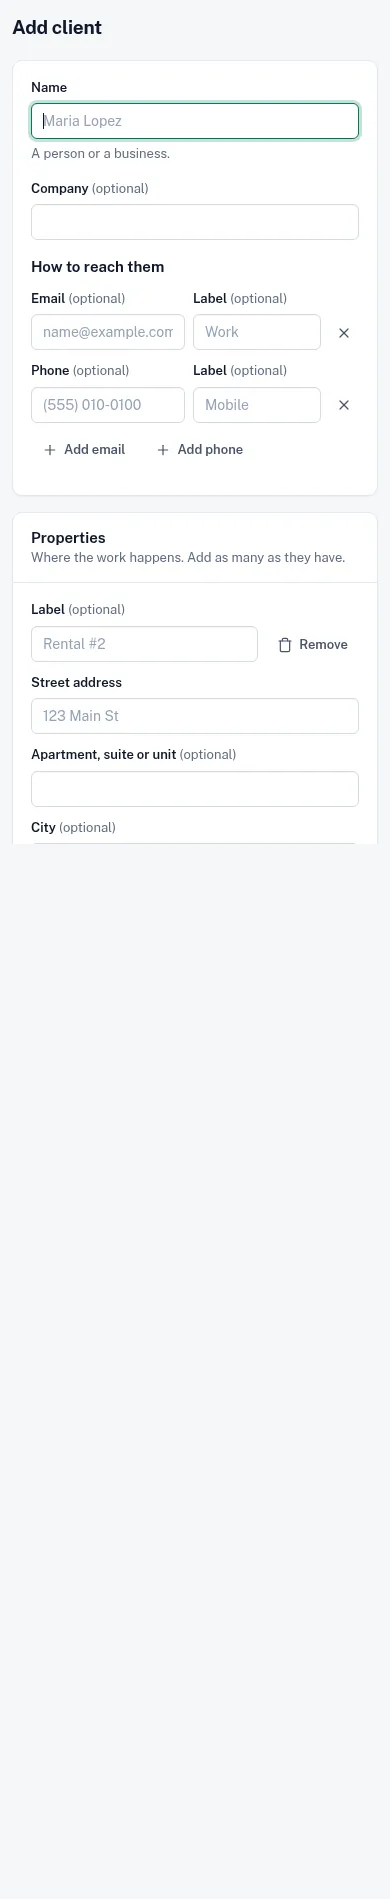 Add client
Name
Maria Lopez
A person or a business.
Company (optional)
How to reach them
Email (optional) Label (optional)
name@example.com Work
Phone (optional) Label (optional)
(555) 010-0100 Mobile
Add email Add phone
Properties
Where the work happens. Add as many as they have.
Label (optional)
Rental #2 Remove
Street address
123 Main St
Apartment, suite or unit (optional)
City (optional)